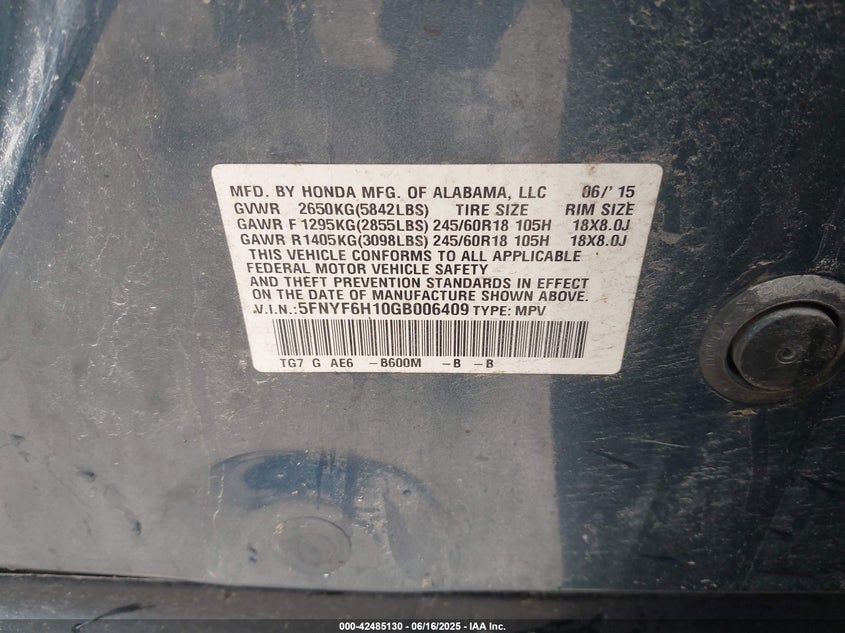 MFD. BY HONDA MFG. OF ALABAMA, LLC 06/'15
GVWR 2650KG(5842LBS) TIRE SIZE RIM SIZE
GAWR F 1295KG(2855LBS) 245/60R18 105H 18X8.0J
GAWR R1405KG(3098LBS) 245/60R18 105H 18X8.0J
THIS VEHICLE CONFORMS TO ALL APPLICABLE
FEDERAL MOTOR VEHICLE SAFETY
AND THEFT PREVENTION STANDARDS IN EFFECT
ON THE DATE OF MANUFACTURE SHOWN ABOVE.
V.I.N.: 5FNYF6H10GB006409 TYPE: MPV
TG7 G AE6 -B600M -B -B
000-42485130 - 06/16/2025 - IAA Inc.